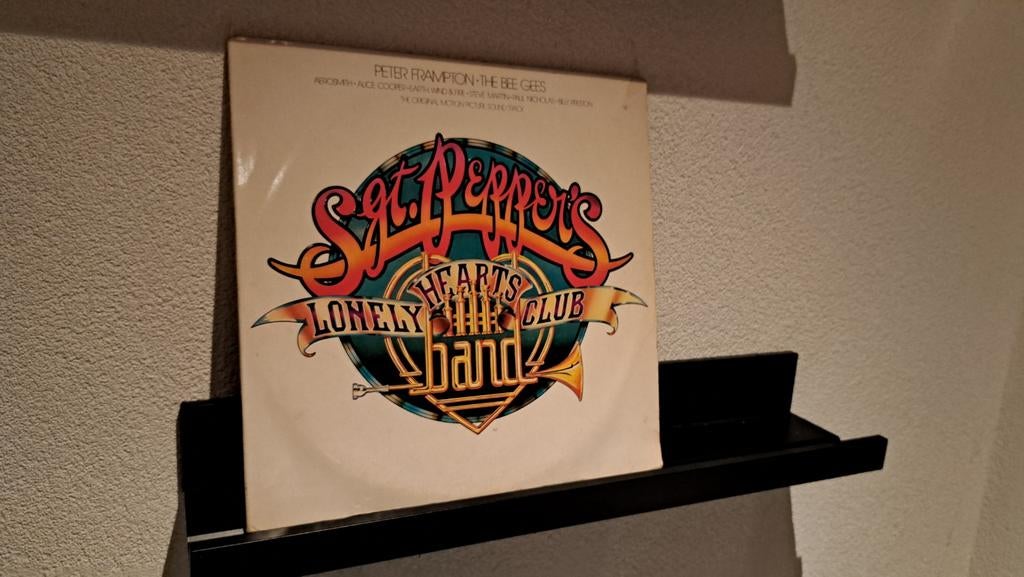 PETER FRAMPTON • THE BEE GEES
AEROSMITH • ALICE COOPER • EARTH, WIND & FIRE • STEVE MARTIN • PAUL NICHOLAS • BILLY PRESTON
THE ORIGINAL MOTION PICTURE SOUNDTRACK
Sgt. Pepper's
LONELY HEARTS CLUB
band